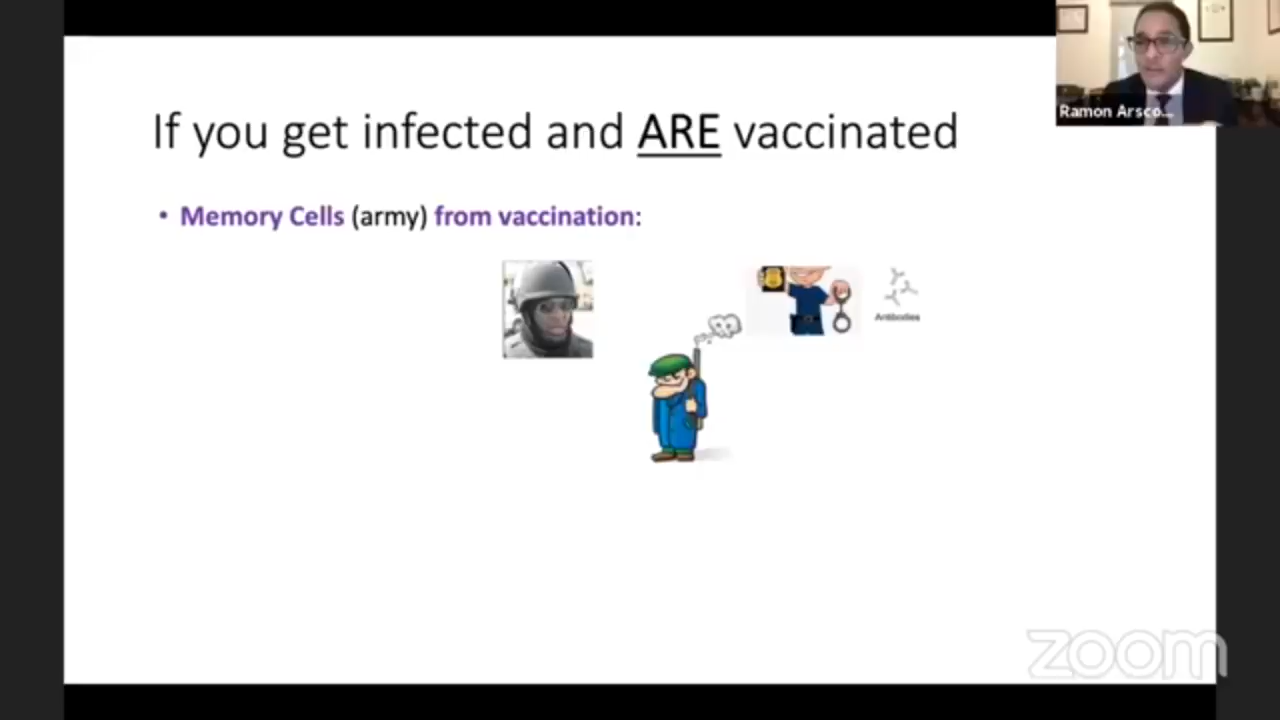 Ramon Arsco...
If you get infected and ARE vaccinated
• Memory Cells (army) from vaccination:
Antibodies
zoom